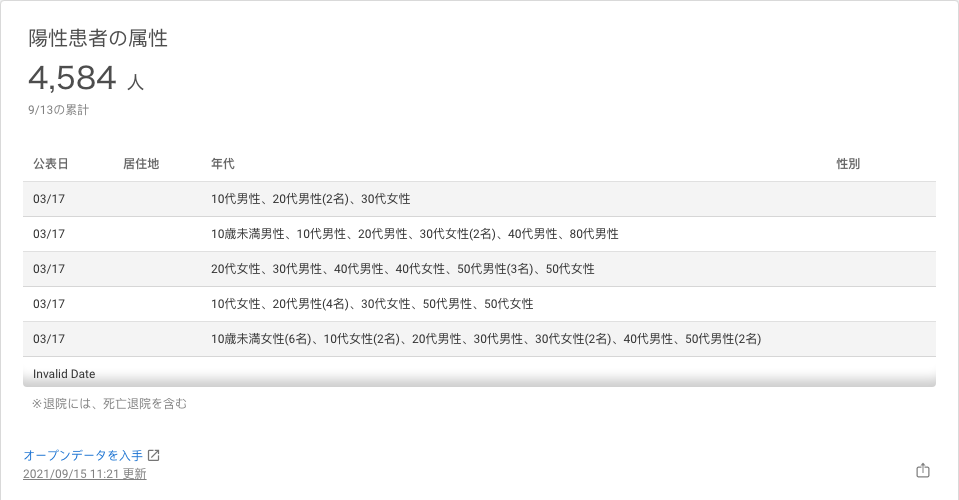 陽性患者の属性
4,584 人
9/13の累計
公表日 居住地 年代 性別
03/17 10代男性、20代男性(2名)、30代女性
03/17 10歳未満男性、10代男性、20代男性、30代女性(2名)、40代男性、80代男性
03/17 20代女性、30代男性、40代男性、40代女性、50代男性(3名)、50代女性
03/17 10代女性、20代男性(4名)、30代女性、50代男性、50代女性
03/17 10歳未満女性(6名)、10代女性(2名)、20代男性、30代男性、30代女性(2名)、40代男性、50代男性(2名)
Invalid Date
※退院には、死亡退院を含む
オープンデータを入手
2021/09/15 11:21 更新